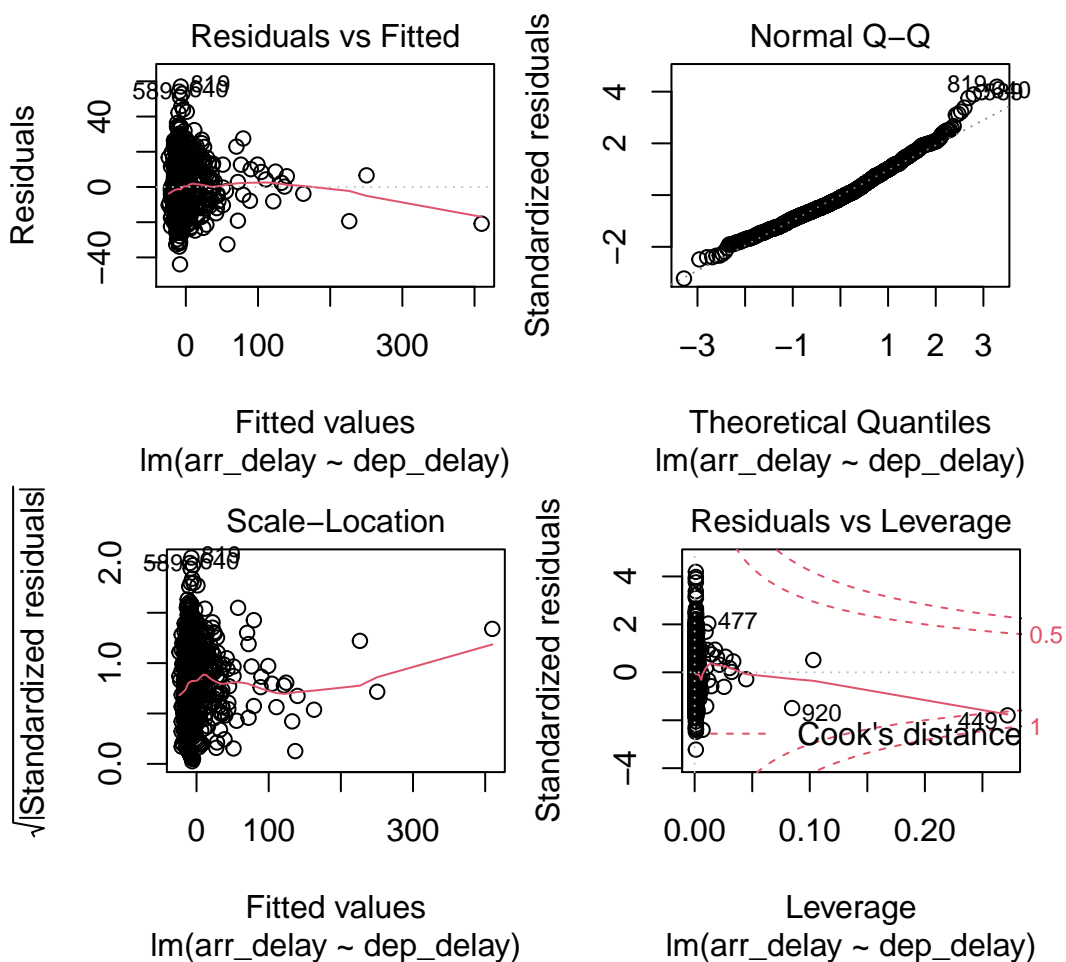 Residuals vs Fitted
Residuals
−40
0
40
0
100
300
819
589
640
Fitted values
lm(arr_delay ~ dep_delay)
Normal Q−Q
Standardized residuals
−2
2
4
−3
−1
1
2
3
819
640
Theoretical Quantiles
lm(arr_delay ~ dep_delay)
Scale−Location
√|Standardized residuals|
0.0
1.0
2.0
0
100
300
819
589
640
Fitted values
lm(arr_delay ~ dep_delay)
Residuals vs Leverage
Standardized residuals
−4
0
2
4
0.00
0.10
0.20
477
920
449
0.5
1
Cook's distance
Leverage
lm(arr_delay ~ dep_delay)